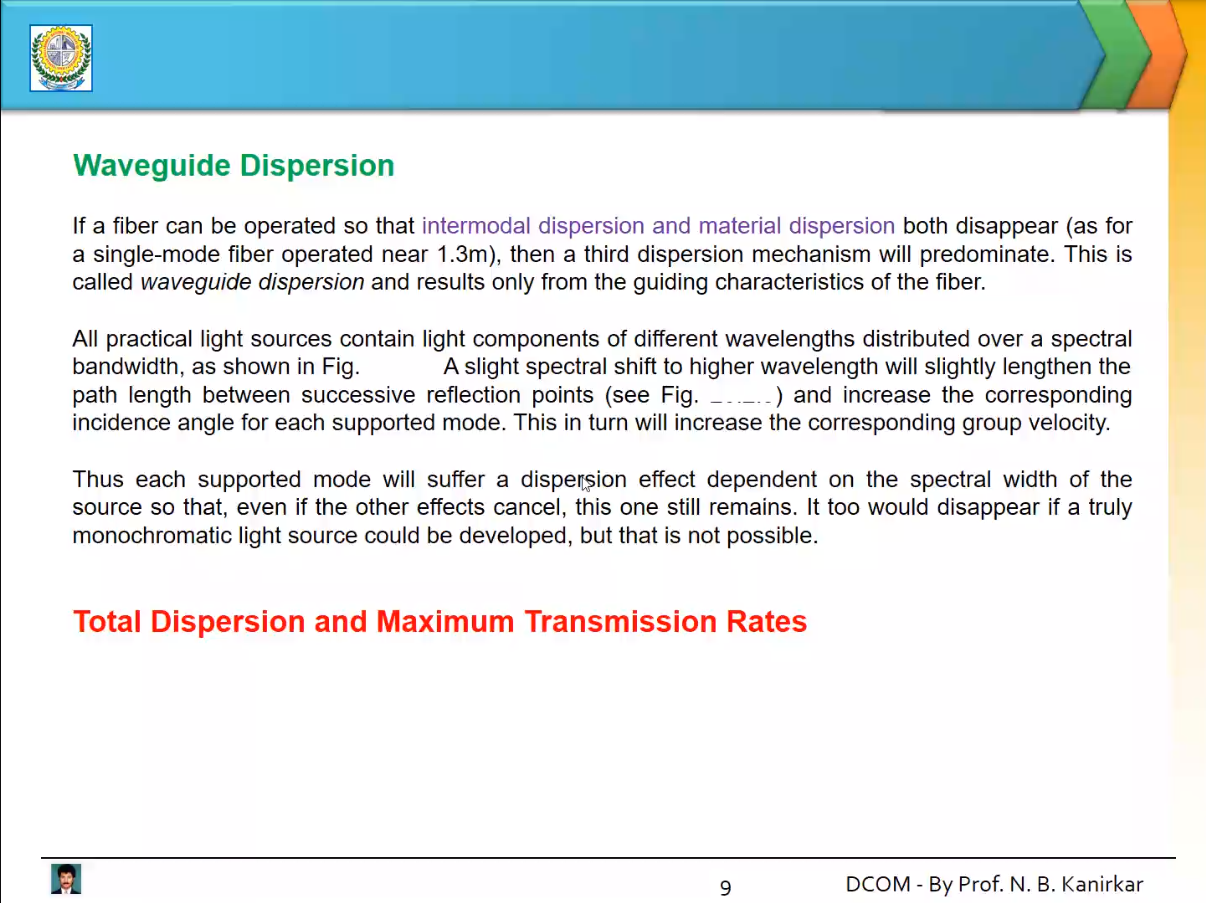 Waveguide Dispersion
If a fiber can be operated so that intermodal dispersion and material dispersion both disappear (as for
a single-mode fiber operated near 1.3m), then a third dispersion mechanism will predominate. This is
called waveguide dispersion and results only from the guiding characteristics of the fiber.
All practical light sources contain light components of different wavelengths distributed over a spectral
bandwidth, as shown in Fig. A slight spectral shift to higher wavelength will slightly lengthen the
path length between successive reflection points (see Fig. ) and increase the corresponding
incidence angle for each supported mode. This in turn will increase the corresponding group velocity.
Thus each supported mode will suffer a dispersion effect dependent on the spectral width of the
source so that, even if the other effects cancel, this one still remains. It too would disappear if a truly
monochromatic light source could be developed, but that is not possible.
Total Dispersion and Maximum Transmission Rates
9
DCOM - By Prof. N. B. Kanirkar